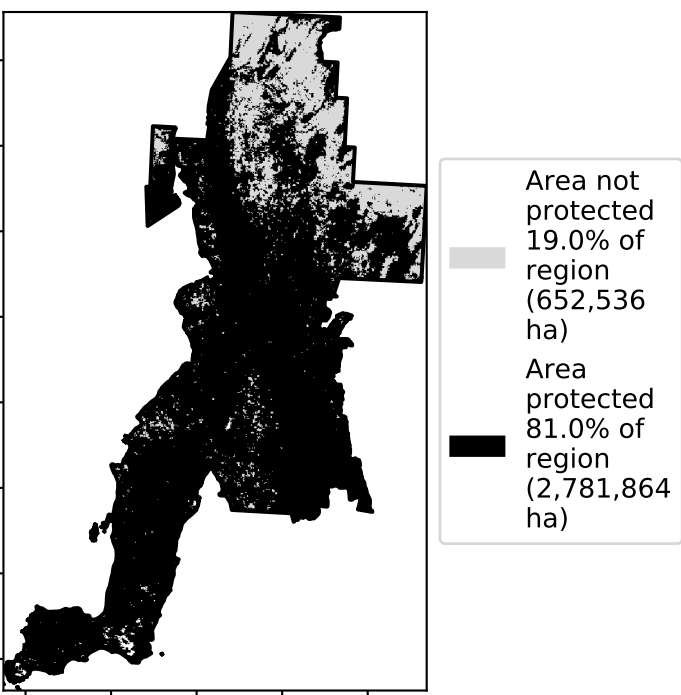 Area not
protected
19.0% of
region
(652,536
ha)
Area
protected
81.0% of
region
(2,781,864
ha)